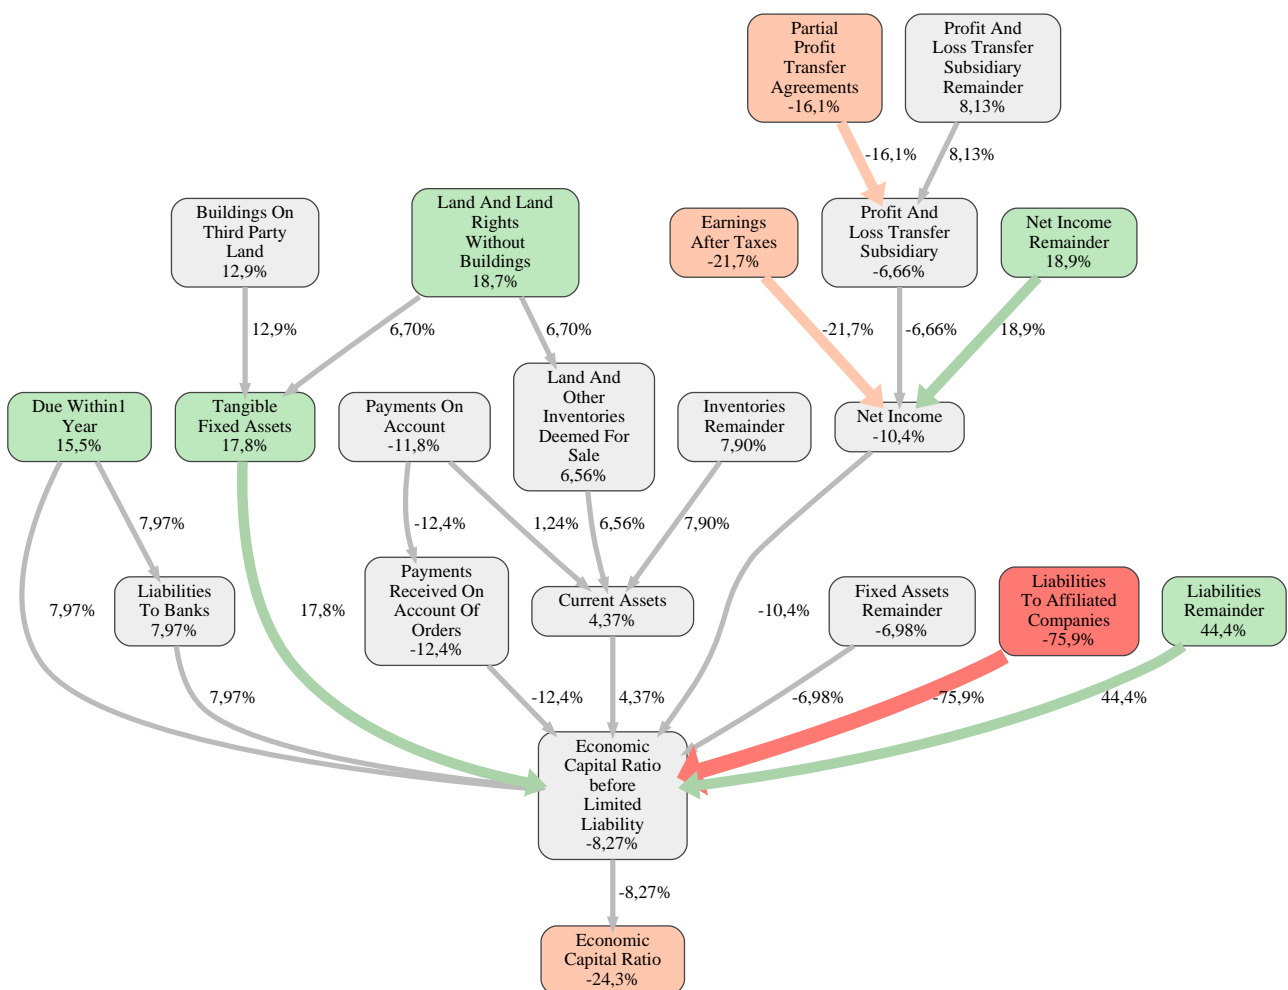 Partial
Profit
Transfer
Agreements
-16,1%
Profit And
Loss Transfer
Subsidiary
Remainder
8,13%
-16,1%
8,13%
Buildings On
Third Party
Land
12,9%
Land And Land
Rights
Without
Buildings
18,7%
Earnings
After Taxes
-21,7%
Profit And
Loss Transfer
Subsidiary
-6,66%
Net Income
Remainder
18,9%
12,9%
6,70%
6,70%
-21,7%
-6,66%
18,9%
Due Within1
Year
15,5%
Tangible
Fixed Assets
17,8%
Payments On
Account
-11,8%
Land And
Other
Inventories
Deemed For
Sale
6,56%
Inventories
Remainder
7,90%
Net Income
-10,4%
7,97%
-12,4%
1,24%
6,56%
7,90%
Liabilities
To Banks
7,97%
Payments
Received On
Account Of
Orders
-12,4%
Current Assets
4,37%
Fixed Assets
Remainder
-6,98%
Liabilities
To Affiliated
Companies
-75,9%
Liabilities
Remainder
44,4%
7,97%
17,8%
-10,4%
7,97%
-12,4%
4,37%
-6,98%
-75,9%
44,4%
Economic
Capital Ratio
before
Limited
Liability
-8,27%
-8,27%
Economic
Capital Ratio
-24,3%